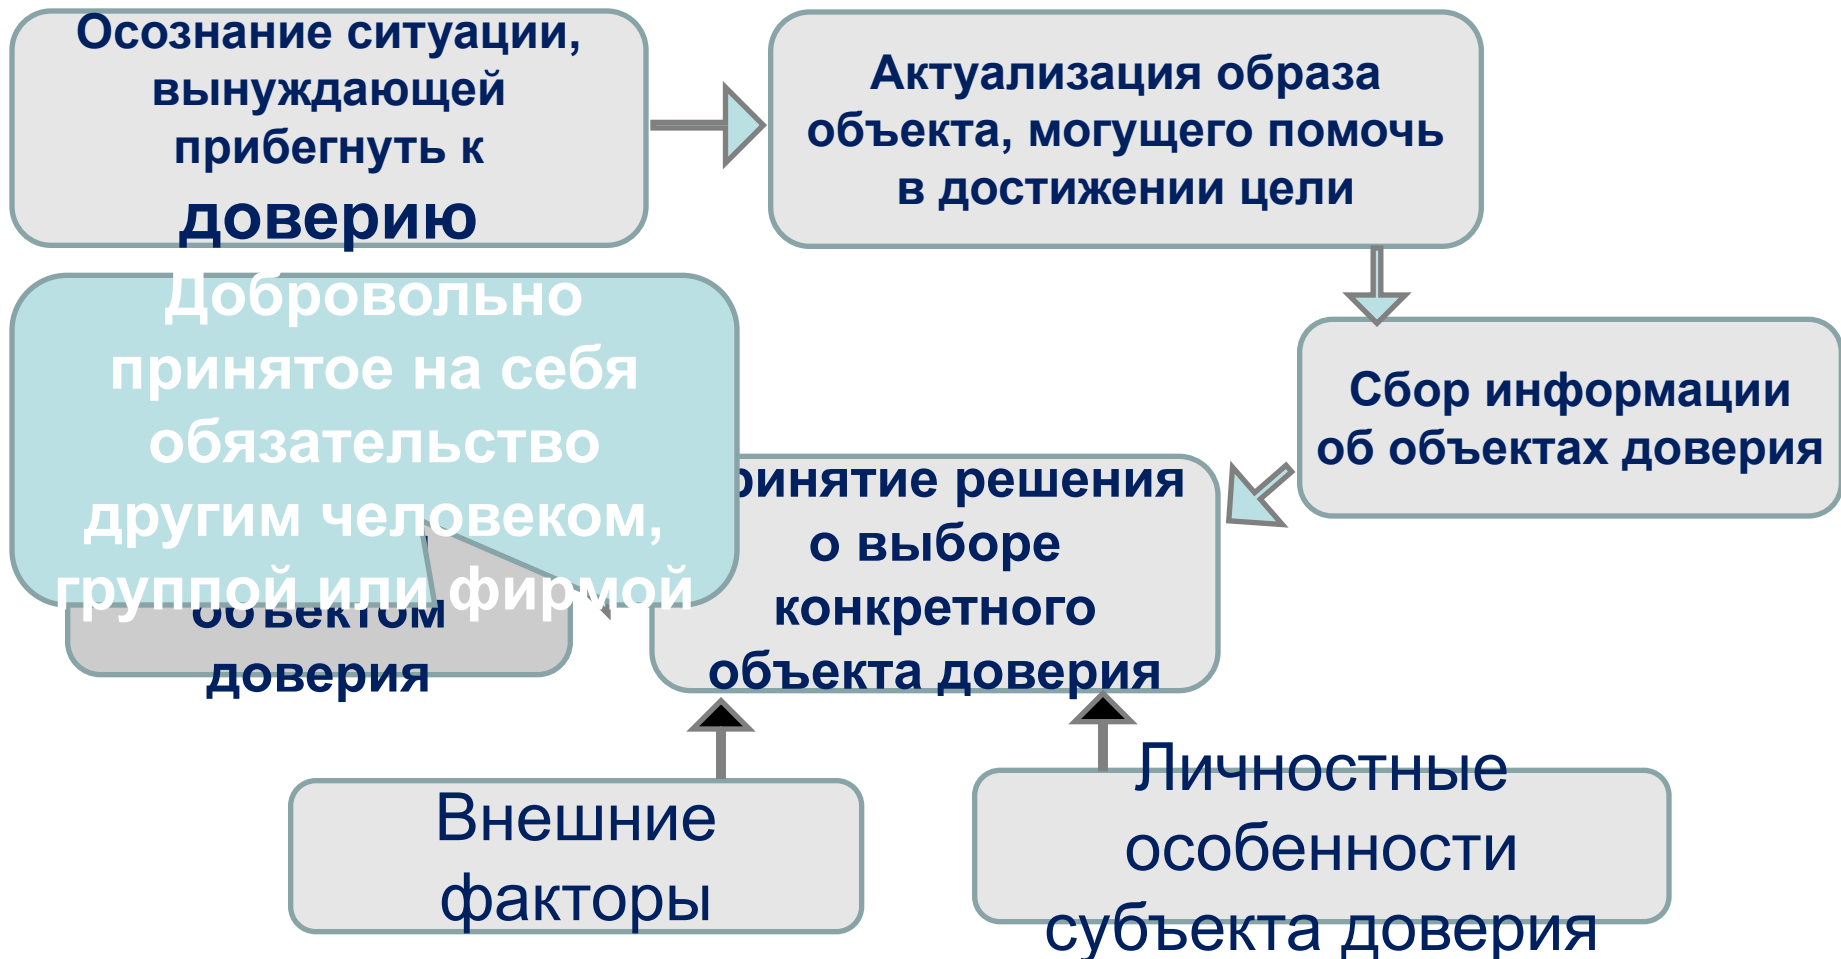 Осознание ситуации,
вынуждающей
прибегнуть к
доверию
Актуализация образа
объекта, могущего помочь
в достижении цели
Сбор информации
об объектах доверия
Добровольно
принятое на себя
обязательство
другим человеком,
группой или фирмой
ринятие решения
о выборе
конкретного
объекта доверия
объектом
доверия
Внешние
факторы
Личностные
особенности
субъекта доверия